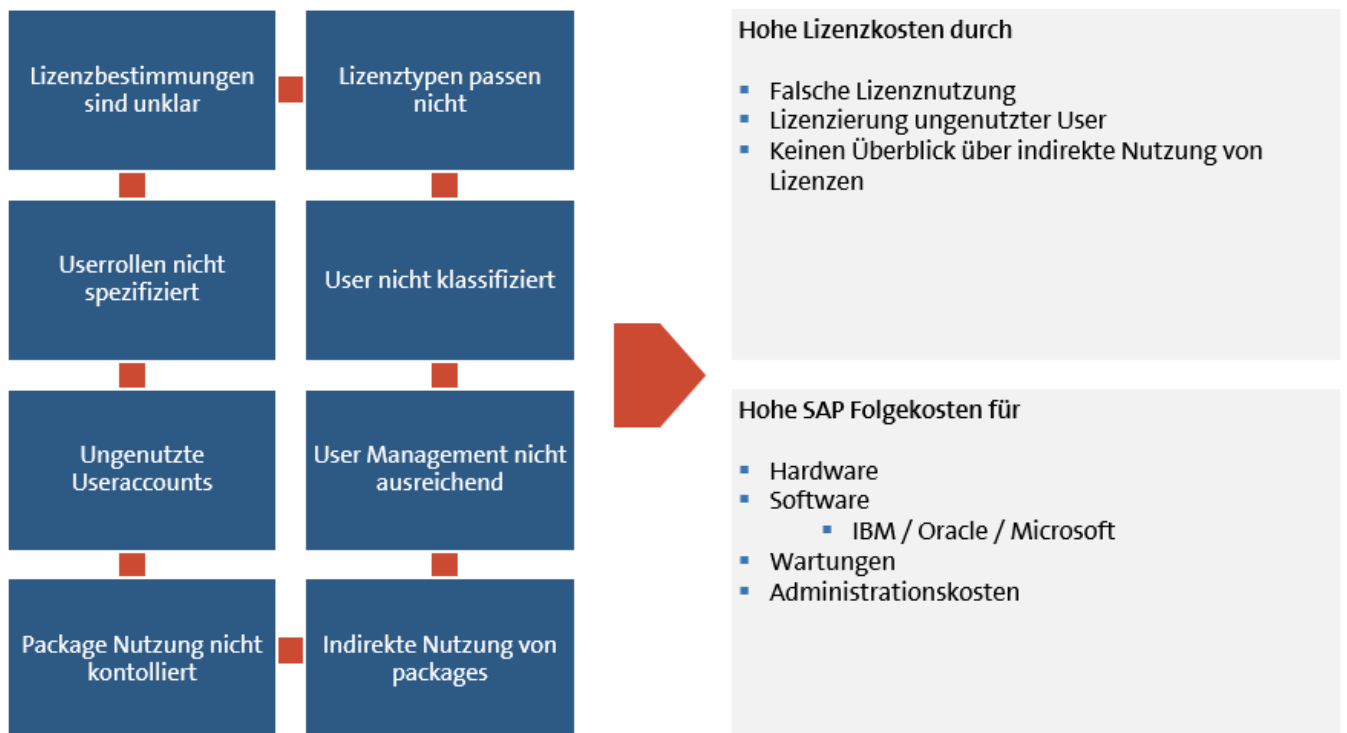 Lizenzbestimmungen
sind unklar
Lizenztypen passen
nicht
Userrollen nicht
spezifiziert
User nicht klassifiziert
Ungenutzte
Useraccounts
User Management nicht
ausreichend
Package Nutzung nicht
kontolliert
Indirekte Nutzung von
packages
Hohe Lizenzkosten durch
Falsche Lizenznutzung
Lizenzierung ungenutzter User
Keinen Überblick über indirekte Nutzung von
Lizenzen
Hohe SAP Folgekosten für
Hardware
Software
IBM / Oracle / Microsoft
Wartungen
Administrationskosten